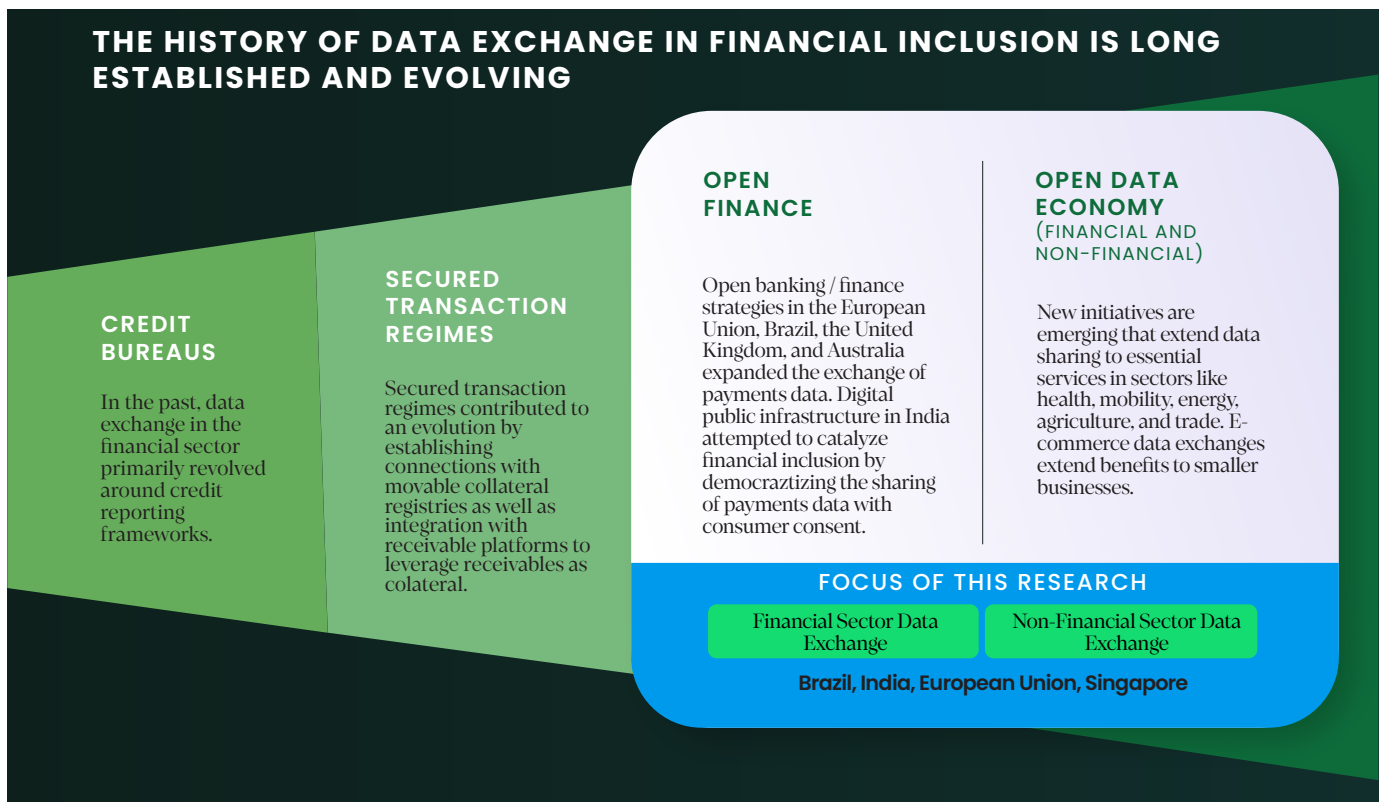 THE HISTORY OF DATA EXCHANGE IN FINANCIAL INCLUSION IS LONG
ESTABLISHED AND EVOLVING
CREDIT
BUREAUS
In the past, data
exchange in the
financial sector
primarily revolved
around credit
reporting
frameworks.
SECURED
TRANSACTION
REGIMES
Secured transaction
regimes contributed to
an evolution by
establishing
connections with
movable collateral
registries as well as
integration with
receivable platforms to
leverage receivables as
colateral.
OPEN
FINANCE
Open banking / finance
strategies in the European
Union, Brazil, the United
Kingdom, and Australia
expanded the exchange of
payments data. Digital
public infrastructure in India
attempted to catalyze
financial inclusion by
democraztizing the sharing
of payments data with
consumer consent.
OPEN DATA
ECONOMY
(FINANCIAL AND
NON-FINANCIAL)
New initiatives are
emerging that extend data
sharing to essential
services in sectors like
health, mobility, energy,
agriculture, and trade. E-
commerce data exchanges
extend benefits to smaller
businesses.
FOCUS OF THIS RESEARCH
Financial Sector Data
Exchange
Non-Financial Sector Data
Exchange
Brazil, India, European Union, Singapore